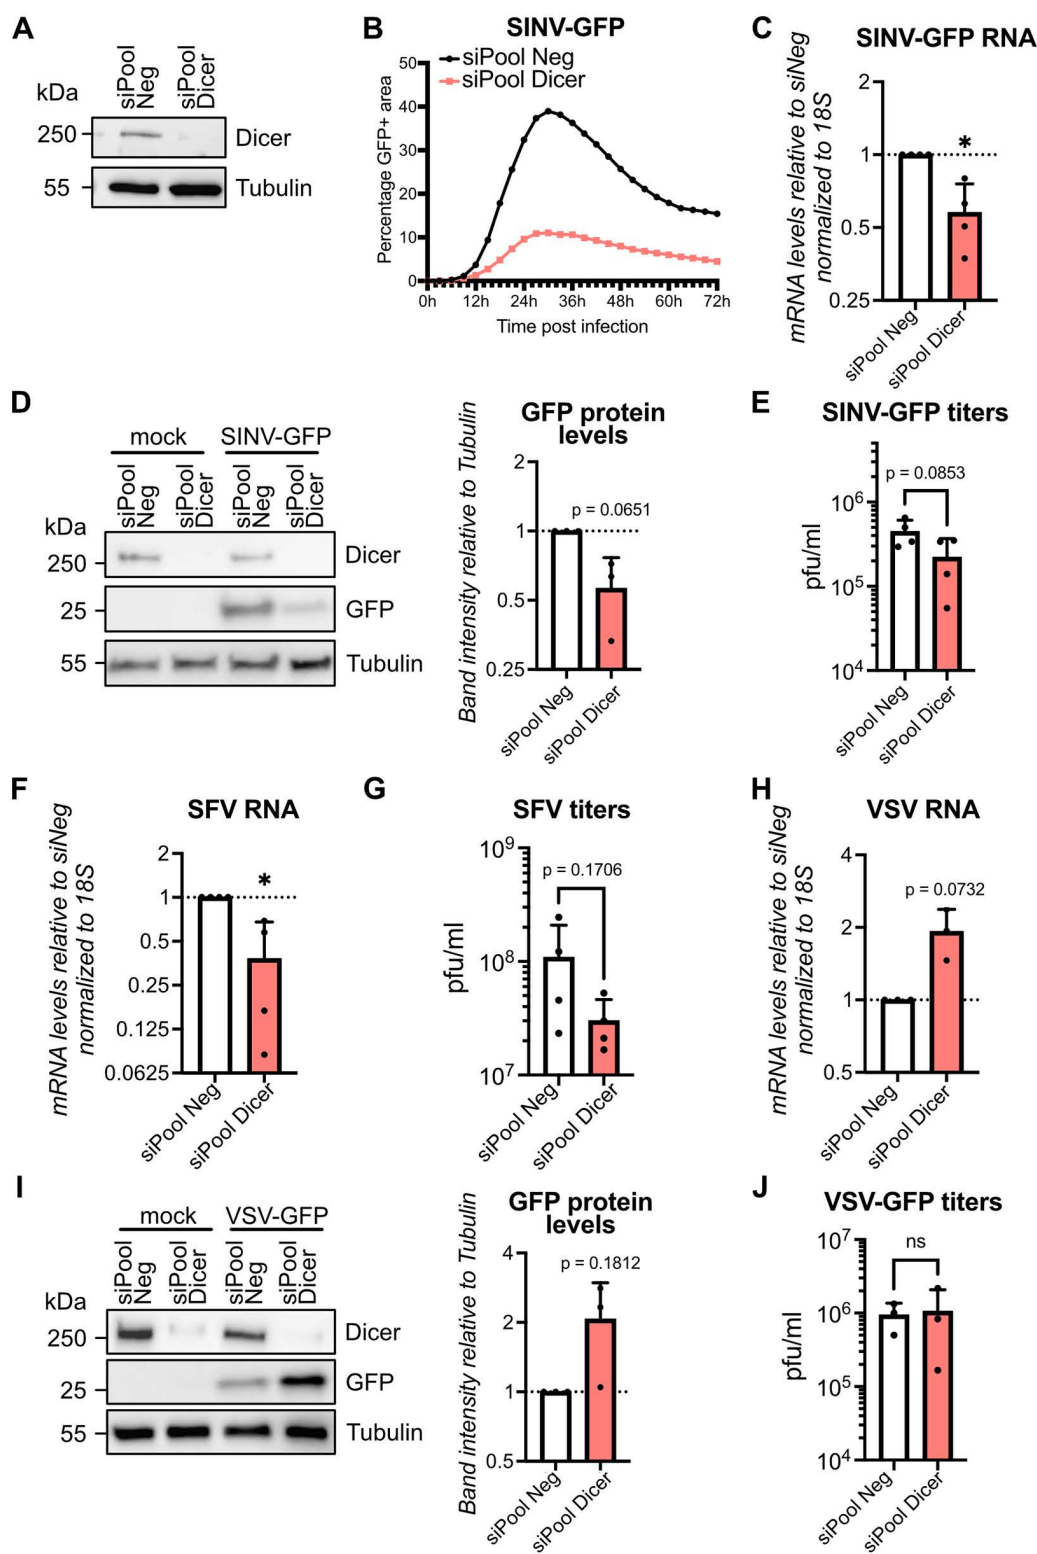 A
siPool
Neg
siPool
Dicer
kDa
250
Dicer
55
Tubulin
B
SINV-GFP
siPool Neg
siPool Dicer
Percentage GFP+ area
50
40
30
20
10
0
0h
12h
24h
36h
48h
60h
72h
Time post infection
C
SINV-GFP RNA
mRNA levels relative to siNeg
normalized to 18S
2
1
0.5
0.25
*
siPool Neg
siPool Dicer
D
mock
SINV-GFP
siPool
Neg
siPool
Dicer
siPool
Neg
siPool
Dicer
kDa
250
Dicer
25
GFP
55
Tubulin
GFP protein
levels
Band intensity relative to Tubulin
2
1
0.5
0.25
p = 0.0651
siPool Neg
siPool Dicer
E
SINV-GFP titers
pfu/ml
p = 0.0853
10⁶
10⁵
10⁴
siPool Neg
siPool Dicer
F
SFV RNA
mRNA levels relative to siNeg
normalized to 18S
2
1
0.5
0.25
0.125
0.0625
*
siPool Neg
siPool Dicer
G
SFV titers
pfu/ml
10⁹
10⁸
10⁷
p = 0.1706
siPool Neg
siPool Dicer
H
VSV RNA
mRNA levels relative to siNeg
normalized to 18S
4
2
1
0.5
p = 0.0732
siPool Neg
siPool Dicer
I
mock
VSV-GFP
siPool
Neg
siPool
Dicer
siPool
Neg
siPool
Dicer
kDa
250
Dicer
25
GFP
55
Tubulin
GFP protein
levels
Band intensity relative to Tubulin
4
2
1
0.5
p = 0.1812
siPool Neg
siPool Dicer
J
VSV-GFP titers
pfu/ml
10⁷
10⁶
10⁵
10⁴
ns
siPool Neg
siPool Dicer